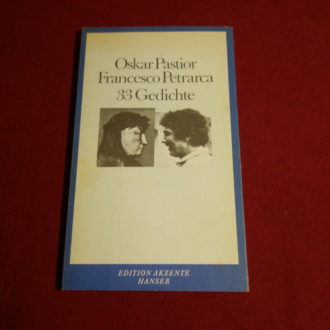 Oskar Pastior
Francesco Petrarca
33 Gedichte
EDITION AKZENTE
HANSER